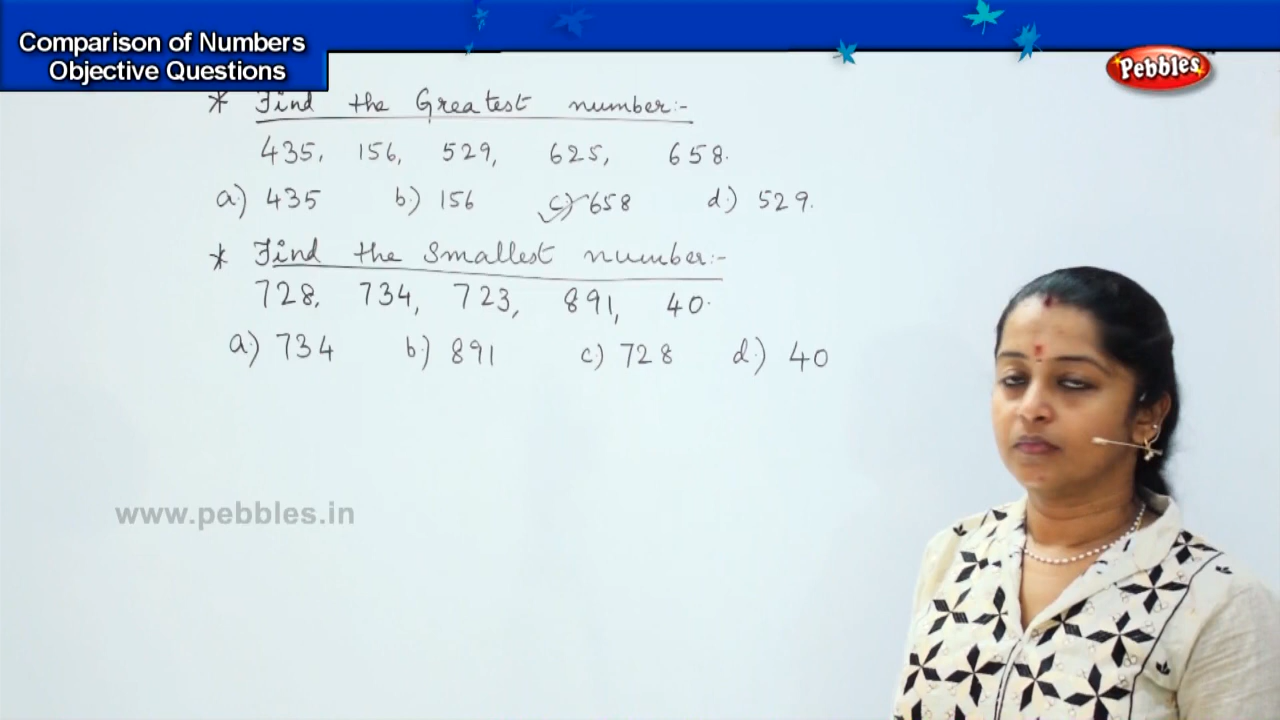 Comparison of Numbers
Objective Questions
Pebbles
* Find the Greatest number:-
435, 156, 529, 625, 658.
a) 435 b) 156 c) 658 d) 529.
* Find the Smallest number:-
728, 734, 723, 891, 40.
a) 734 b) 891 c) 728 d) 40
www.pebbles.in